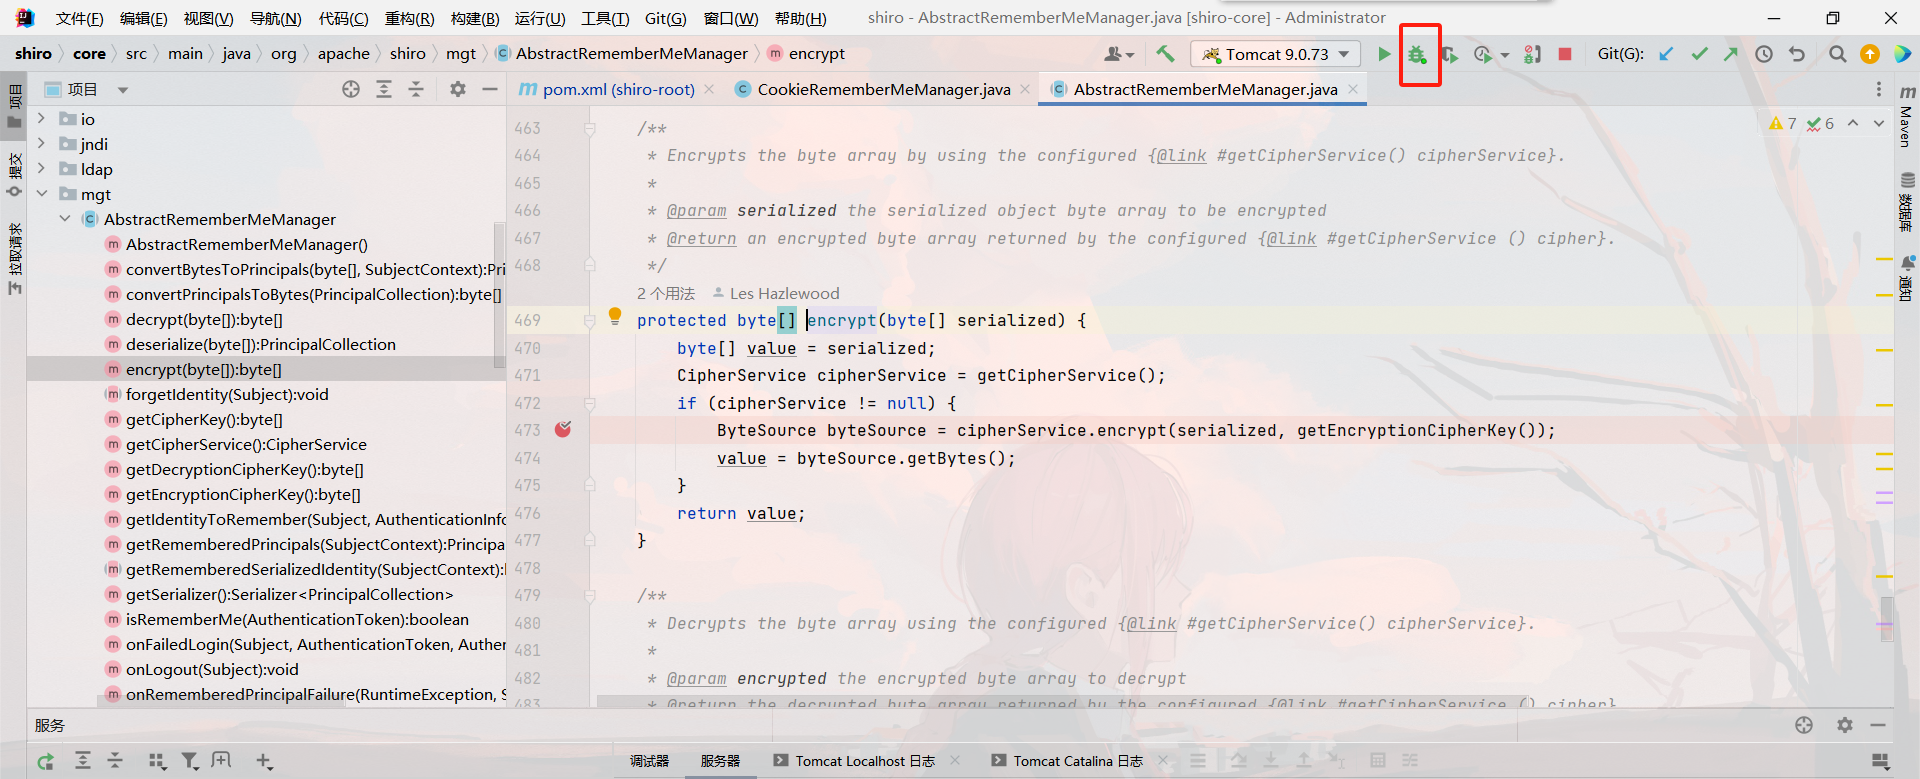 文件(F) 编辑(E) 视图(V) 导航(N) 代码(C) 重构(R) 构建(B) 运行(U) 工具(T) Git(G) 窗口(W) 帮助(H) shiro - AbstractRememberMeManager.java [shiro-core] - Administrator
shiro core src main java org apache shiro mgt AbstractRememberMeManager encrypt Tomcat 9.0.73 Git(G):
项目
pom.xml (shiro-root) CookieRememberMeManager.java AbstractRememberMeManager.java
项目
提交
拉取请求
io
jndi
ldap
mgt
AbstractRememberMeManager
AbstractRememberMeManager()
convertBytesToPrincipals(byte[], SubjectContext):Pri
convertPrincipalsToBytes(PrincipalCollection):byte[]
decrypt(byte[]):byte[]
deserialize(byte[]):PrincipalCollection
encrypt(byte[]):byte[]
forgetIdentity(Subject):void
getCipherKey():byte[]
getCipherService():CipherService
getDecryptionCipherKey():byte[]
getEncryptionCipherKey():byte[]
getIdentityToRemember(Subject, AuthenticationInfo
getRememberedPrincipals(SubjectContext):Principa
getRememberedSerializedIdentity(SubjectContext):
getSerializer():Serializer<PrincipalCollection>
isRememberMe(AuthenticationToken):boolean
onFailedLogin(Subject, AuthenticationToken, Auther
onLogout(Subject):void
onRememberedPrincipalFailure(RuntimeException, S
7 6
463 /**
464 * Encrypts the byte array by using the configured {@link #getCipherService() cipherService}.
465 *
466 * @param serialized the serialized object byte array to be encrypted
467 * @return an encrypted byte array returned by the configured {@link #getCipherService () cipher}.
468 */
2 个用法 Les Hazlewood
469 protected byte[] encrypt(byte[] serialized) {
470 byte[] value = serialized;
471 CipherService cipherService = getCipherService();
472 if (cipherService != null) {
473 ByteSource byteSource = cipherService.encrypt(serialized, getEncryptionCipherKey());
474 value = byteSource.getBytes();
475 }
476 return value;
477 }
478
479 /**
480 * Decrypts the byte array using the configured {@link #getCipherService() cipherService}.
481 *
482 * @param encrypted the encrypted byte array to decrypt
483 * @return the decrypted byte array returned by the configured {@link #getCipherService () cipher}
Maven
数据库
通知
服务
调试器 服务器 Tomcat Localhost 日志 Tomcat Catalina 日志